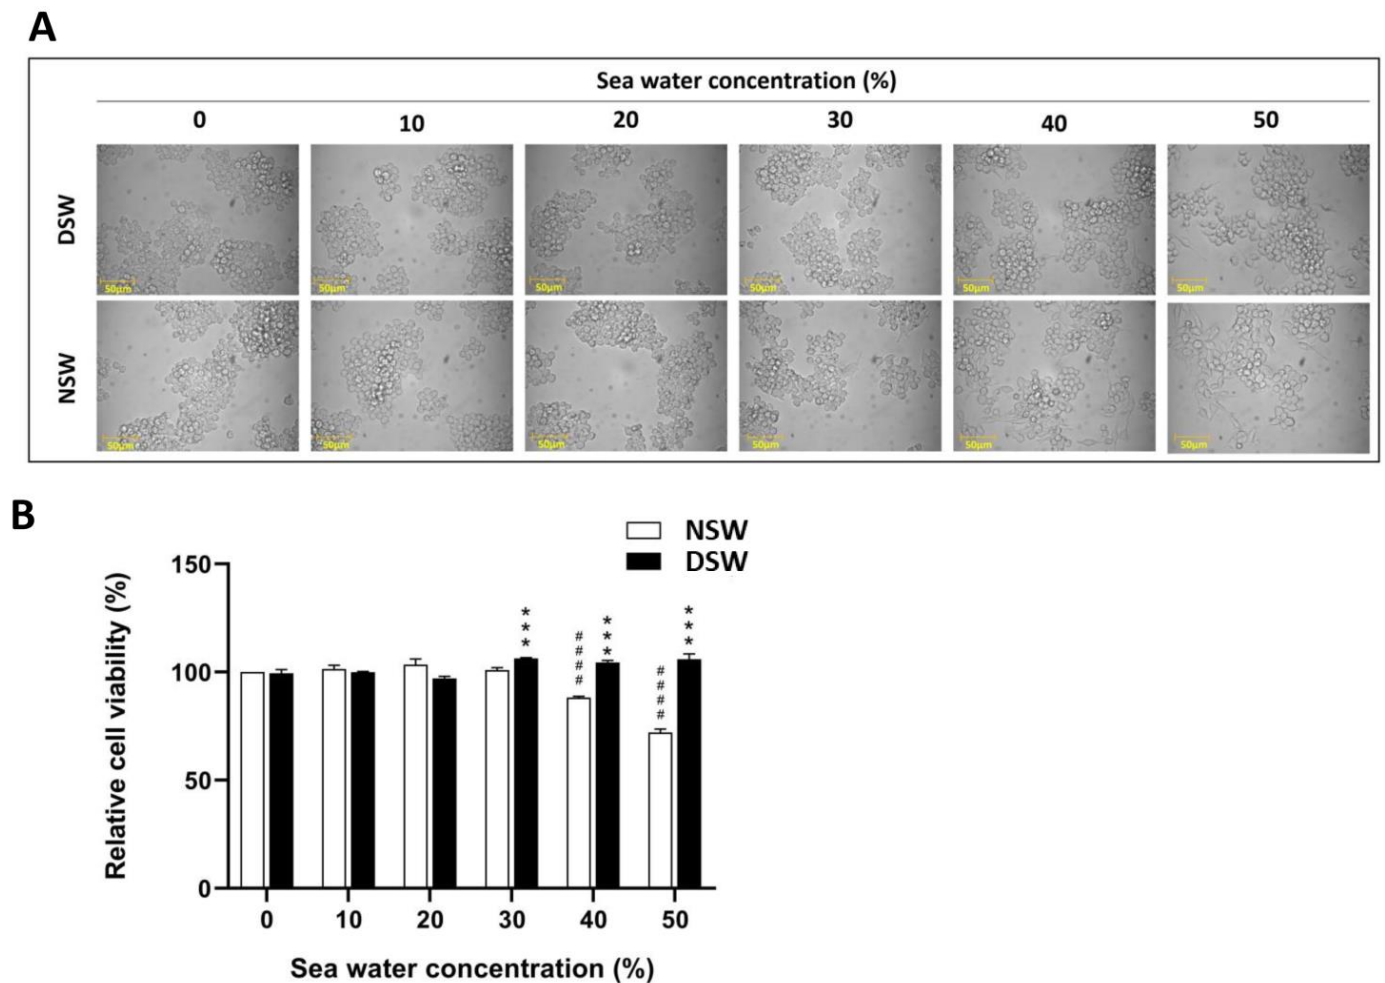 A
Sea water concentration (%)
0 10 20 30 40 50
DSW
50µm 50µm 50µm 50µm 50µm 50µm
NSW
50µm 50µm 50µm 50µm 50µm 50µm
B
NSW
DSW
Relative cell viability (%)
150
100
50
0
*** #### *** #### ***
0 10 20 30 40 50
Sea water concentration (%)